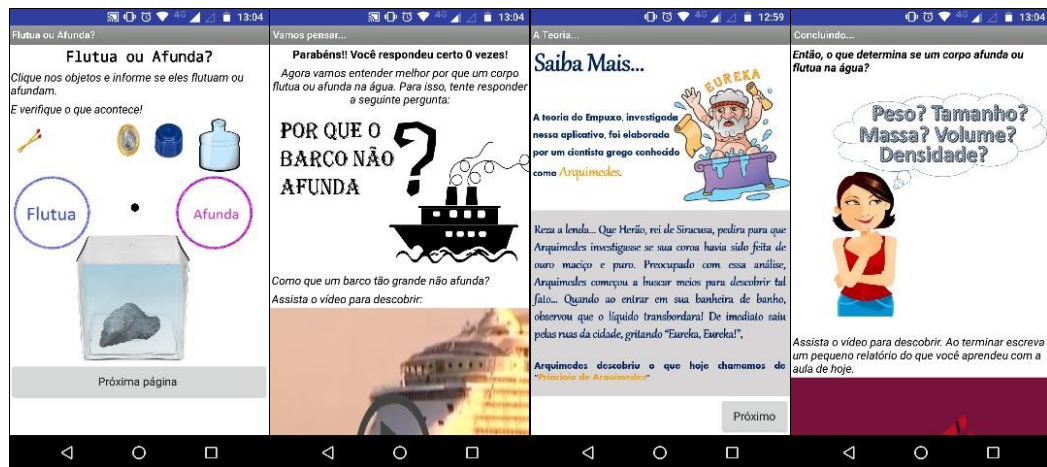 4G 13:04
Flutua ou Afunda?
Flutua ou Afunda?
Clique nos objetos e informe se eles flutuam ou
afundam.
E verifique o que acontece!
Flutua
Afunda
Próxima página
4G 13:04
Vamos pensar...
Parabéns!! Você respondeu certo 0 vezes!
Agora vamos entender melhor por que um corpo
flutua ou afunda na água. Para isso, tente responder
a seguinte pergunta:
POR QUE O
BARCO NÃO
AFUNDA
?
Como que um barco tão grande não afunda?
Assista o vídeo para descobrir:
4G 12:59
A Teoria...
Saiba Mais...
EUREKA
A teoria do Empuxo, investigada
nessa aplicativo, foi elaborada
por um cientista grego conhecido
como Arquimedes.
Reza a lenda... Que Herão, rei de Siracusa, pedira para que
Arquimedes investigasse se sua coroa havia sido feita de
ouro maciço e puro. Preocupado com essa análise,
Arquimedes começou a buscar meios para descobrir tal
fato... Quando ao entrar em sua banheira de banho,
observou que o líquido transbordara! De imediato saiu
pelas ruas da cidade, gritando "Eureka, Eureka!",
Arquimedes descobriu o que hoje chamamos de
"Princípio de Arquimedes"
Próximo
4G 13:04
Concluindo...
Então, o que determina se um corpo afunda ou
flutua na água?
Peso? Tamanho?
Massa? Volume?
Densidade?
Assista o vídeo para descobrir. Ao terminar escreva
um pequeno relatório do que você aprendeu com a
aula de hoje.